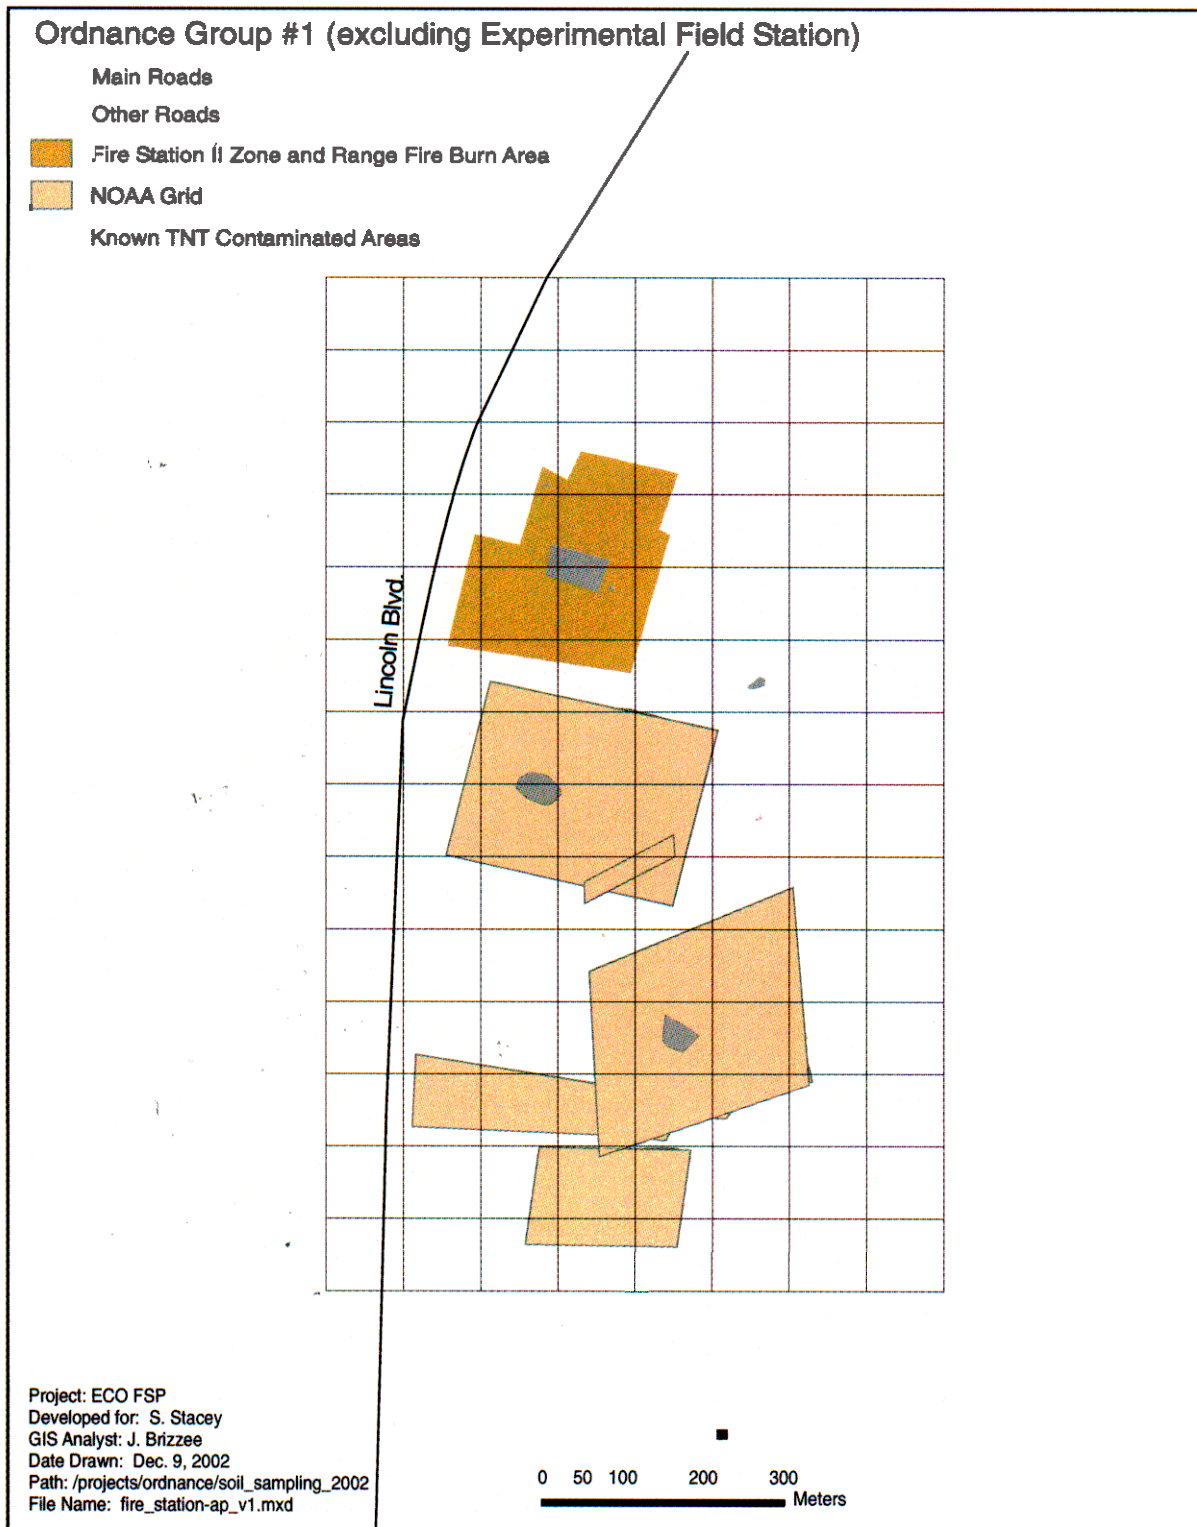 Ordnance Group #1 (excluding Experimental Field Station)
Main Roads
Other Roads
Fire Station II Zone and Range Fire Burn Area
NOAA Grid
Known TNT Contaminated Areas
Lincoln Blvd.
Project: ECO FSP
Developed for: S. Stacey
GIS Analyst: J. Brizzee
Date Drawn: Dec. 9, 2002
Path: /projects/ordnance/soil_sampling_2002
File Name: fire_station-ap_v1.mxd
0 50 100 200 300
Meters